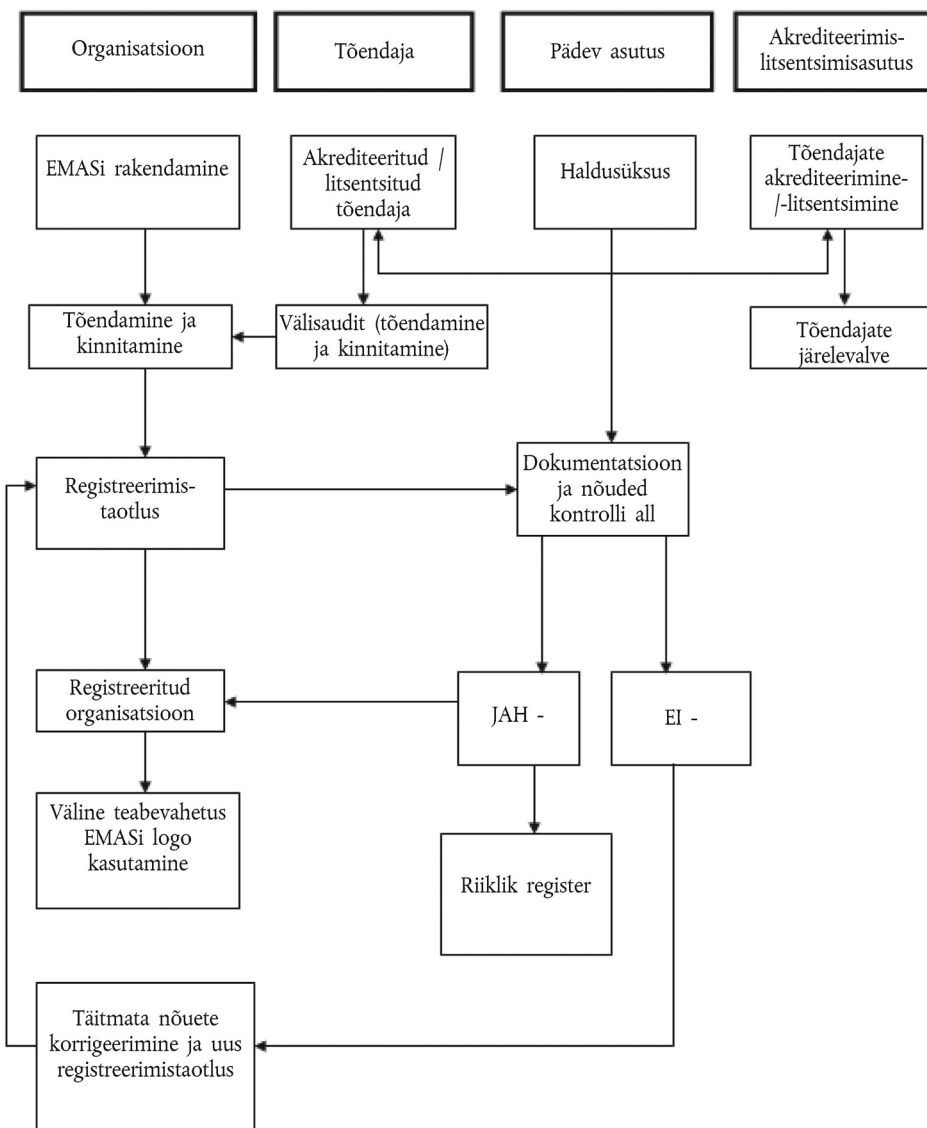 Organisatsioon
Tõendaja
Pädev asutus
Akrediteerimis-
litsentsimisasutus
EMASi rakendamine
Akrediteeritud /
litsentsitud
tõendaja
Haldusüksus
Tõendajate
akrediteerimine-
/-litsentsimine
Tõendamine ja
kinnitamine
Välisaudit (tõendamine
ja kinnitamine)
Tõendajate
järelevalve
Registreerimis-
taotlus
Dokumentatsioon
ja nõuded
kontrolli all
Registreeritud
organisatsioon
JAH -
EI -
Väline teabevahetus
EMASi logo
kasutamine
Riiklik register
Täitmata nõuete
korrigeerimine ja uus
registreerimistaotlus